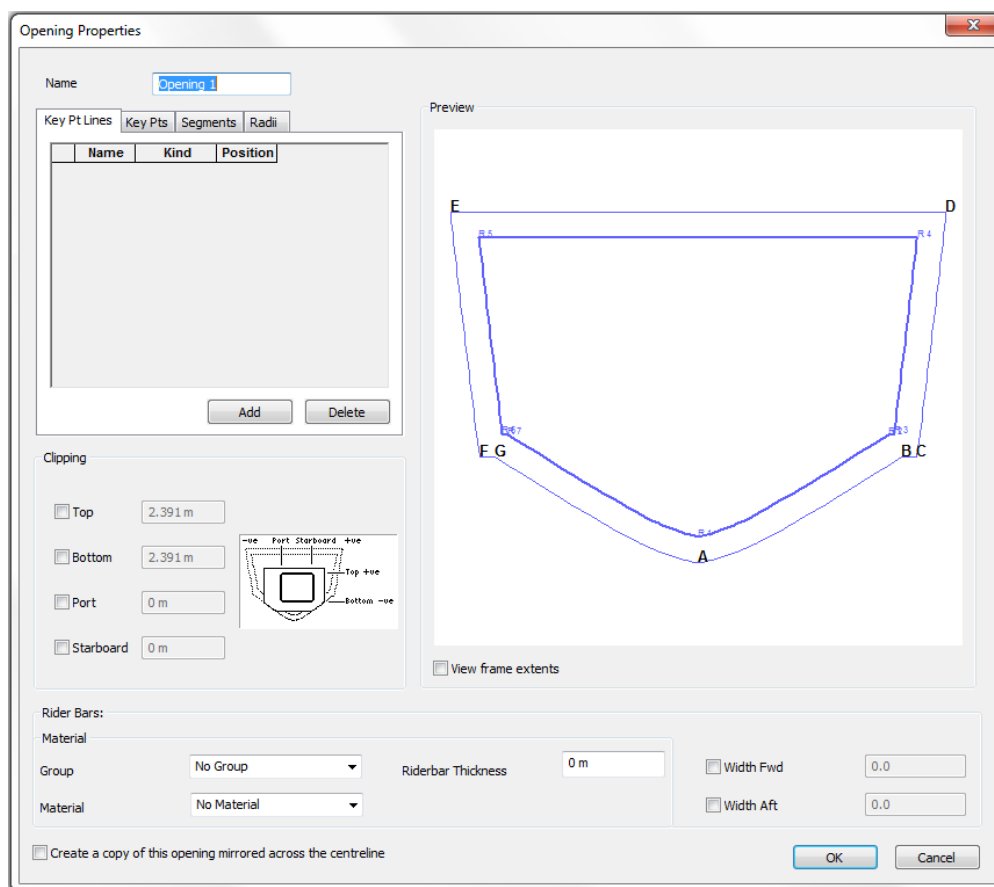 Opening Properties
Name
Opening 1
Key Pt Lines
Key Pts
Segments
Radii
Name
Kind
Position
Add
Delete
Preview
E
D
R 5
R 4
F
G
B
C
A
View frame extents
Clipping
Top
2.391 m
Bottom
2.391 m
Port
0 m
Starboard
0 m
-ve Port Starboard +ve
Top +ve
Bottom -ve
Rider Bars:
Material
Group
No Group
Material
No Material
Riderbar Thickness
0 m
Width Fwd
0.0
Width Aft
0.0
Create a copy of this opening mirrored across the centreline
OK
Cancel